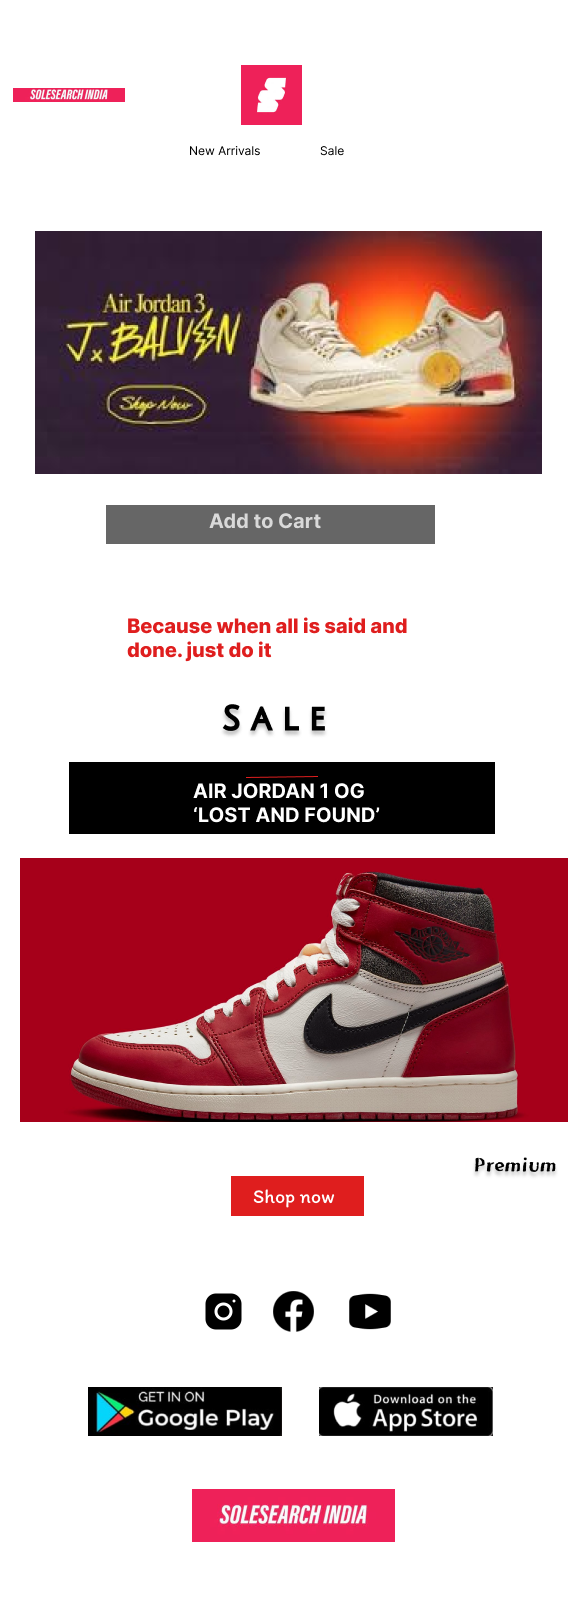 SOLESEARCH INDIA
New Arrivals Sale
Air Jordan 3
J x BALVIN
Shop Now
Add to Cart
Because when all is said and
done. just do it
SALE
AIR JORDAN 1 OG
‘LOST AND FOUND’
Premium
Shop now
GET IN ON
Google Play
Download on the
App Store
SOLESEARCH INDIA